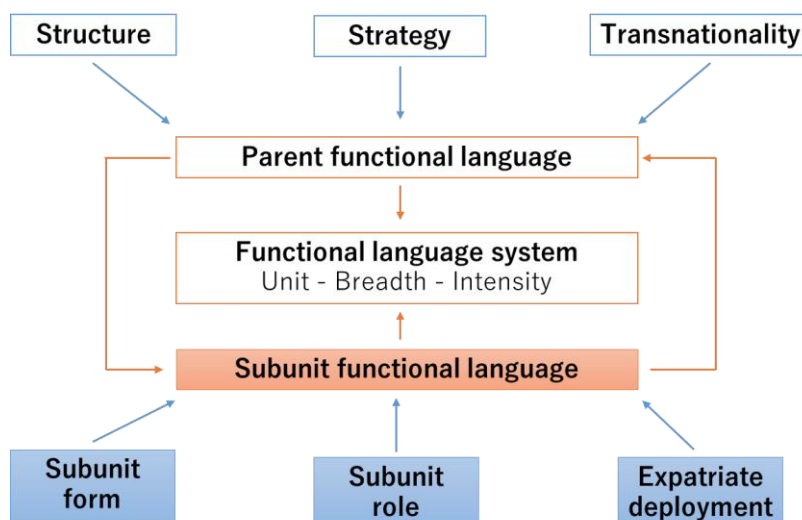 Structure
Strategy
Transnationality
Parent functional language
Functional language system
Unit - Breadth - Intensity
Subunit functional language
Subunit
form
Subunit
role
Expatriate
deployment